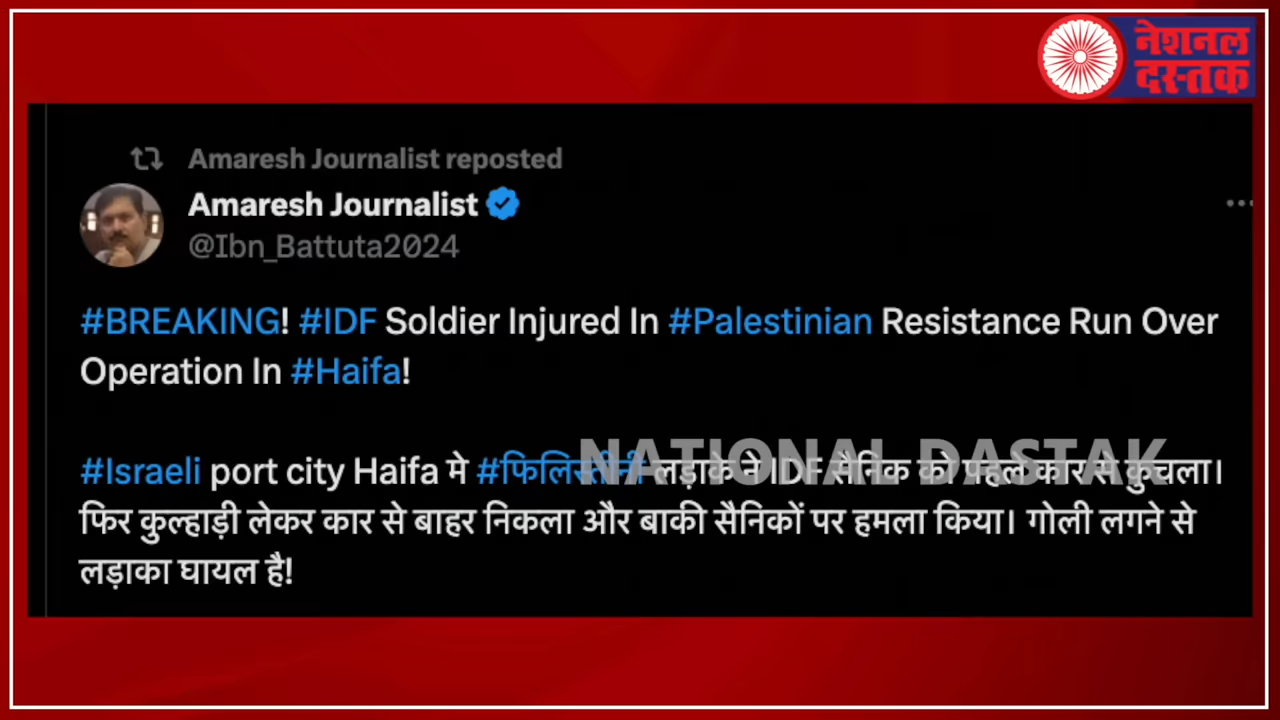 नेशनल
दस्तक
Amaresh Journalist reposted
Amaresh Journalist
@Ibn_Battuta2024
#BREAKING! #IDF Soldier Injured In #Palestinian Resistance Run Over
Operation In #Haifa!
NATIONAL DASTAK
#Israeli port city Haifa मे #फिलिस्तीनी लड़ाके ने IDF सैनिक को पहले कार से कुचला।
फिर कुल्हाड़ी लेकर कार से बाहर निकला और बाकी सैनिकों पर हमला किया। गोली लगने से
लड़ाका घायल है!